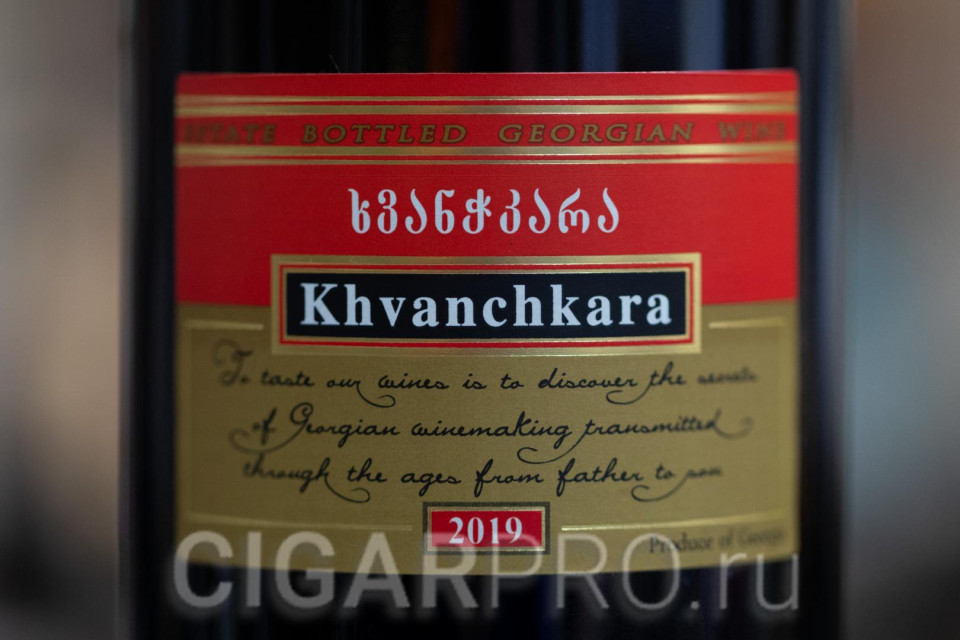 ESTATE BOTTLED GEORGIAN WINE
ხვანჭკარა
Khvanchkara
To taste our wines is to discover the secrets
of Georgian winemaking transmitted
through the ages from father to son
2019
Produce of Georgia
CIGARPRO.ru